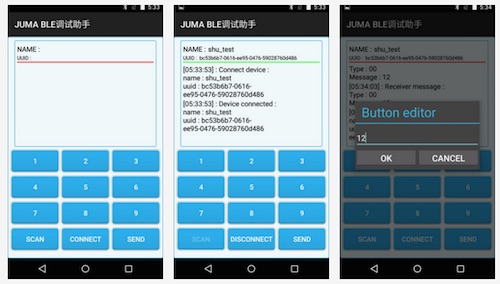 5:33
JUMA BLE调试助手
NAME :
UUID :
1
2
3
4
5
6
7
8
9
SCAN
CONNECT
SEND
5:33
JUMA BLE调试助手
NAME : shu_test
UUID : bc53b6b7-0616-ee95-0476-59028760d486
[05:33:53] : Connect device :
name : shu_test
uuid : bc53b6b7-0616-
ee95-0476-59028760d486
[05:33:53] : Device connected :
name : shu_test
uuid : bc53b6b7-0616-
ee95-0476-59028760d486
1
2
3
4
5
6
7
8
9
SCAN
DISCONNECT
SEND
5:34
JUMA BLE调试助手
NAME : shu_test
UUID : bc53b6b7-0616-ee95-0476-59028760d486
Type : 00
Message : 12
[05:34:03] : Receiver message :
Type : 00
Button editor
12
OK
CANCEL
4
5
6
7
8
9
SCAN
DISCONNECT
SEND